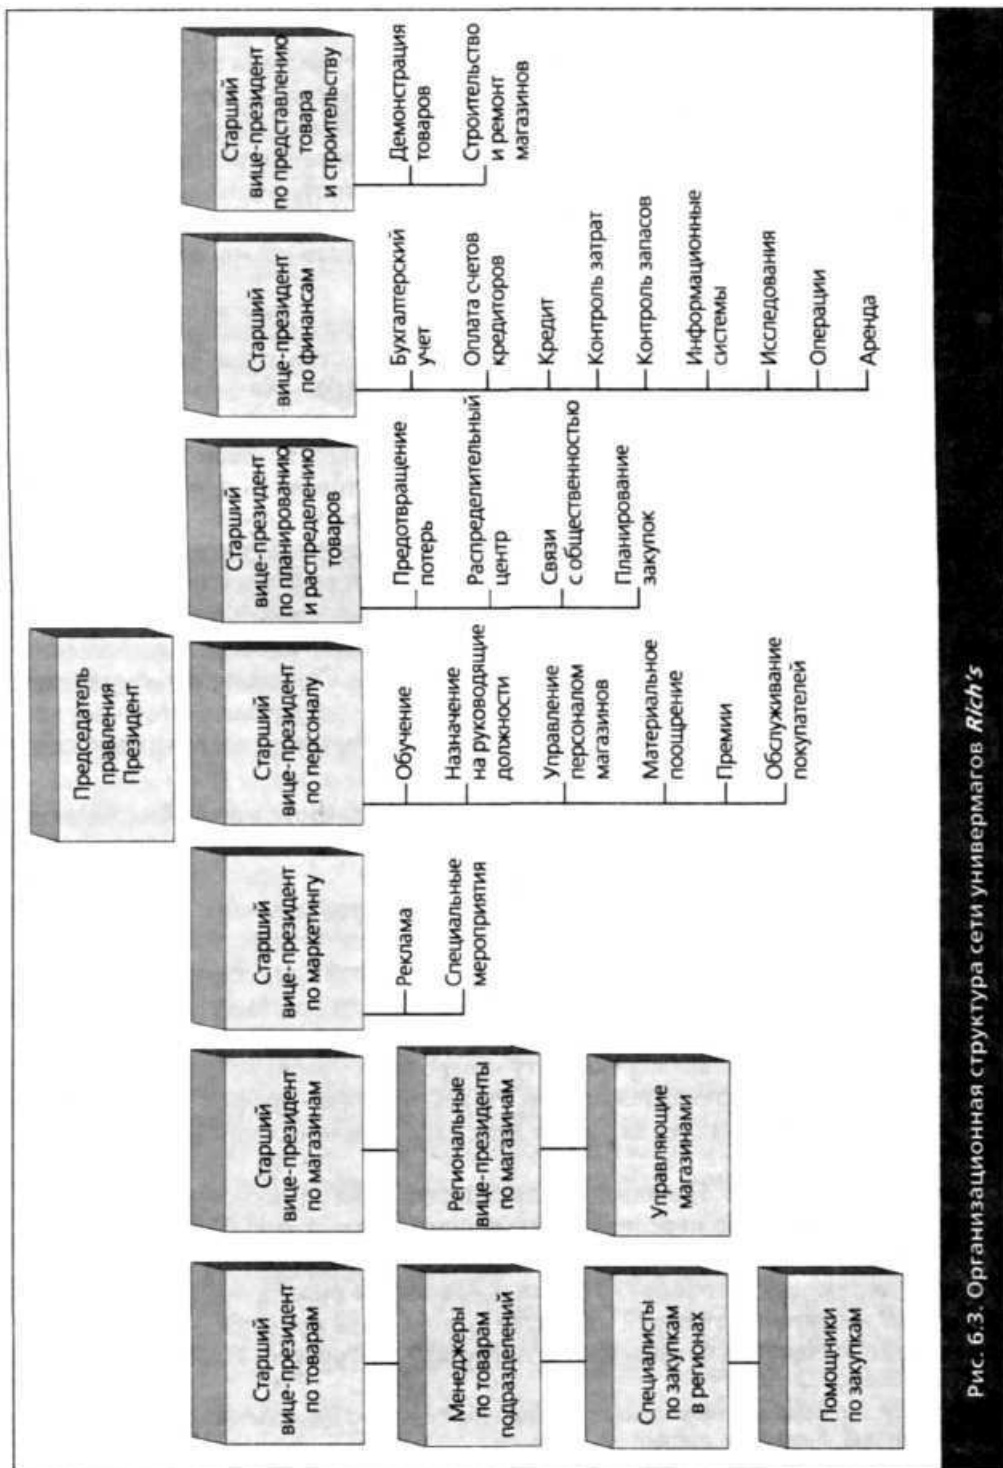 Председатель
правления
Президент
Старший
вице-президент
по товарам
Менеджеры
по товарам
подразделений
Специалисты
по закупкам
в регионах
Помощники
по закупкам
Старший
вице-президент
по магазинам
Региональные
вице-президенты
по магазинам
Управляющие
магазинами
Старший
вице-президент
по маркетингу
Реклама
Специальные
мероприятия
Старший
вице-президент
по персоналу
Обучение
Назначение
на руководящие
должности
Управление
персоналом
магазинов
Материальное
поощрение
Премии
Обслуживание
покупателей
Старший
вице-президент
по планированию
и распределению
товаров
Предотвращение
потерь
Распределительный
центр
Связи
с общественностью
Планирование
закупок
Старший
вице-президент
по финансам
Бухгалтерский
учет
Оплата счетов
кредиторов
Кредит
Контроль затрат
Контроль запасов
Информационные
системы
Исследования
Операции
Аренда
Старший
вице-президент
по представлению
товара
и строительству
Демонстрация
товаров
Строительство
и ремонт
магазинов
Рис. 6.3. Организационная структура сети универмагов Rich's